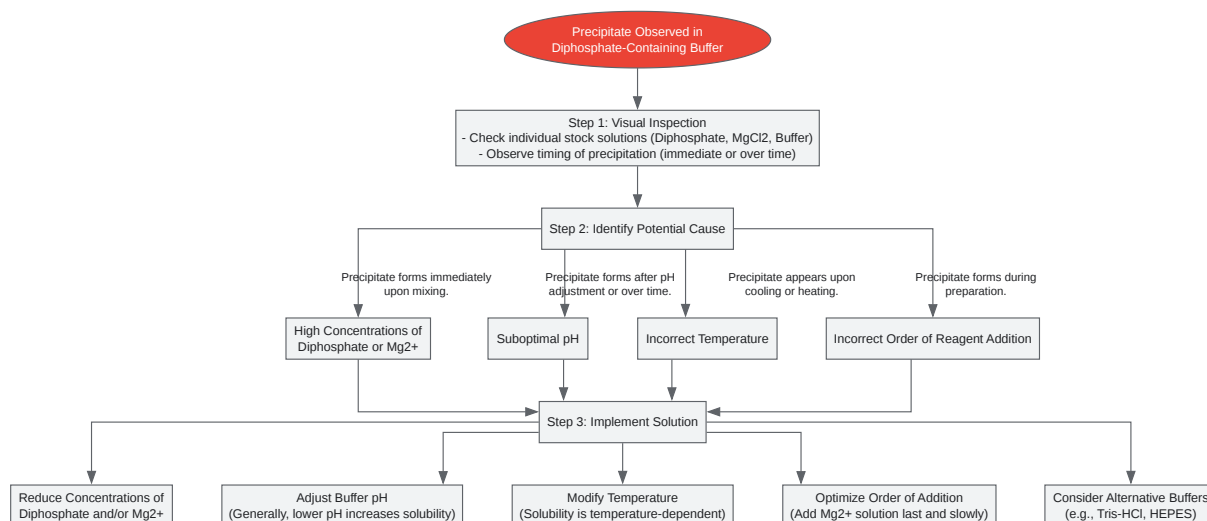 Precipitate Observed in
Diphosphate-Containing Buffer
Step 1: Visual Inspection
- Check individual stock solutions (Diphosphate, MgCl2, Buffer)
- Observe timing of precipitation (immediate or over time)
Step 2: Identify Potential Cause
Precipitate forms immediately
upon mixing.
Precipitate forms after pH
adjustment or over time.
Precipitate appears upon
cooling or heating.
Precipitate forms during
preparation.
High Concentrations of
Diphosphate or Mg2+
Suboptimal pH
Incorrect Temperature
Incorrect Order of Reagent Addition
Step 3: Implement Solution
Reduce Concentrations of
Diphosphate and/or Mg2+
Adjust Buffer pH
(Generally, lower pH increases solubility)
Modify Temperature
(Solubility is temperature-dependent)
Optimize Order of Addition
(Add Mg2+ solution last and slowly)
Consider Alternative Buffers
(e.g., Tris-HCl, HEPES)